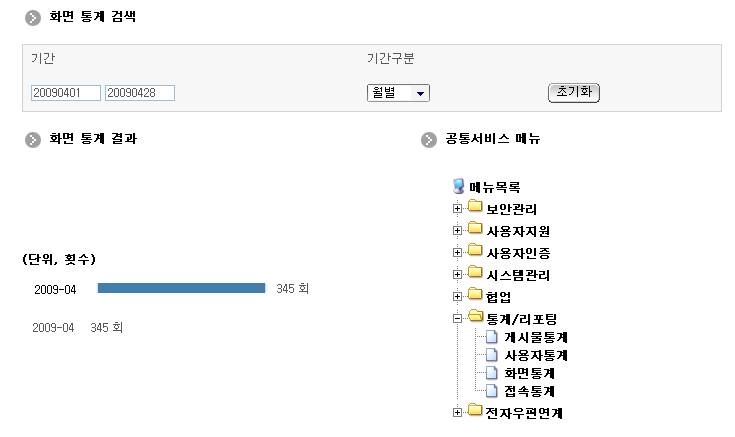 화면 통계 검색
기간 기간구분
20090401 20090428 월별 초기화
화면 통계 결과
공통서비스 메뉴
(단위, 횟수)
2009-04 345 회
2009-04 345 회
메뉴목록
보안관리
사용자지원
사용자인증
시스템관리
협업
통계/리포팅
게시물통계
사용자통계
화면통계
접속통계
전자우편연계